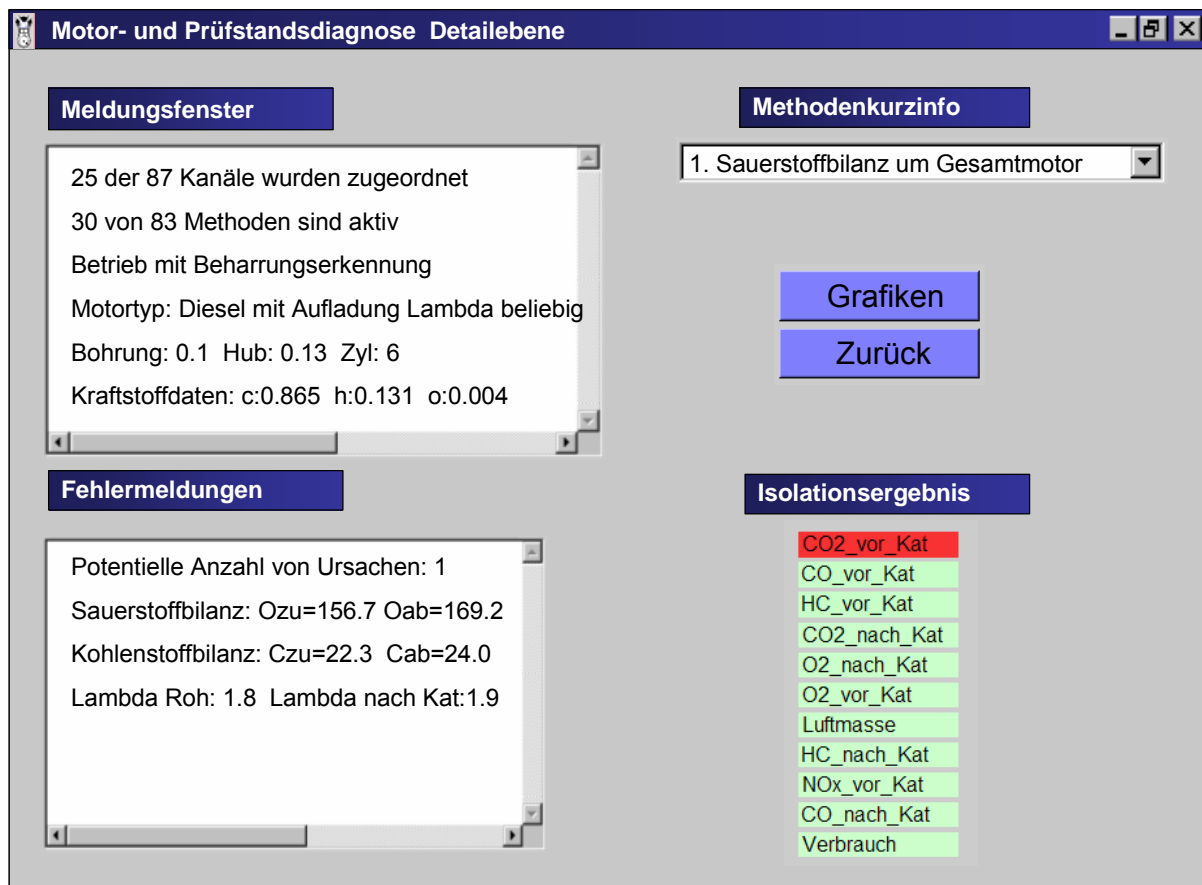 Motor- und Prüfstandsdiagnose  Detailebene
Meldungsfenster
25 der 87 Kanäle wurden zugeordnet
30 von 83 Methoden sind aktiv
Betrieb mit Beharrungserkennung
Motortyp: Diesel mit Aufladung Lambda beliebig
Bohrung: 0.1  Hub: 0.13  Zyl: 6
Kraftstoffdaten: c:0.865  h:0.131  o:0.004
Methodenkurzinfo
1. Sauerstoffbilanz um Gesamtmotor
Grafiken
Zurück
Fehlermeldungen
Potentielle Anzahl von Ursachen: 1
Sauerstoffbilanz: Ozu=156.7 Oab=169.2
Kohlenstoffbilanz: Czu=22.3  Cab=24.0
Lambda Roh: 1.8  Lambda nach Kat:1.9
Isolationsergebnis
CO2_vor_Kat
CO_vor_Kat
HC_vor_Kat
CO2_nach_Kat
O2_nach_Kat
O2_vor_Kat
Luftmasse
HC_nach_Kat
NOx_vor_Kat
CO_nach_Kat
Verbrauch